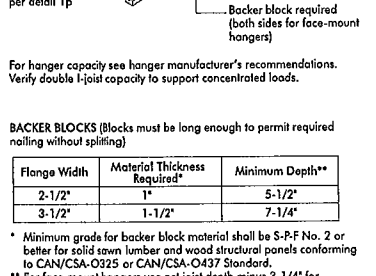 per detail 1p
Backer block required
(both sides for face-mount
hangers)
For hanger capacity see hanger manufacturer's recommendations.
Verify double I-joist capacity to support concentrated loads.
BACKER BLOCKS (Blocks must be long enough to permit required
nailing without splitting)
Flange Width Material Thickness Required* Minimum Depth**
2-1/2" 1" 5-1/2"
3-1/2" 1-1/2" 7-1/4"
* Minimum grade for backer block material shall be S-P-F No. 2 or
better for solid sawn lumber and wood structural panels conforming
to CAN/CSA-O325 or CAN/CSA-O437 Standard.
** For face-mount hangers use net joist depth minus 3-1/4" for